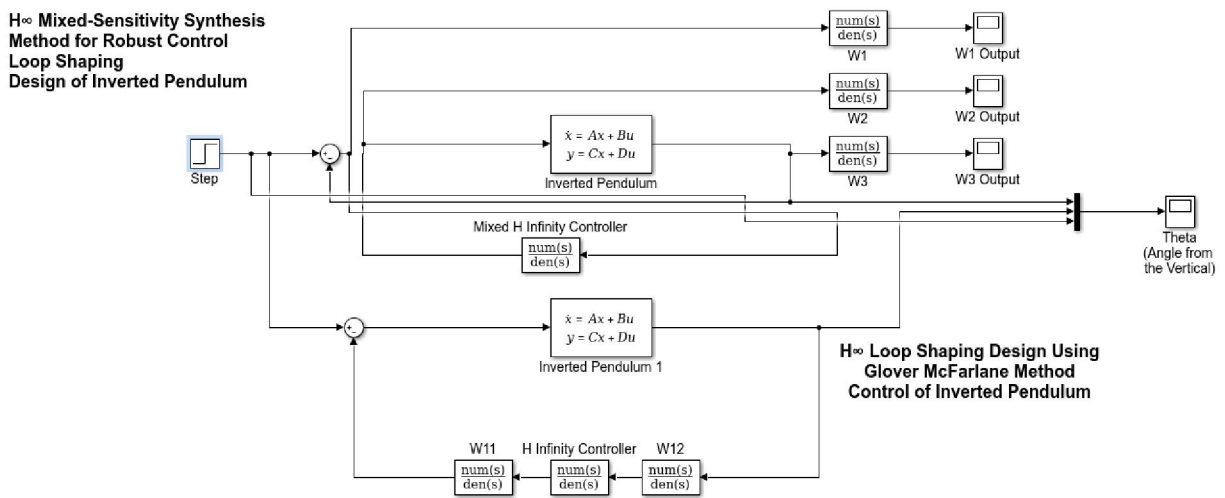 H∞ Mixed-Sensitivity Synthesis
Method for Robust Control
Loop Shaping
Design of Inverted Pendulum
num(s)
den(s)
W1
W1 Output
num(s)
den(s)
W2
W2 Output
Step
+-
ẋ = Ax + Bu
y = Cx + Du
Inverted Pendulum
num(s)
den(s)
W3
W3 Output
Mixed H Infinity Controller
num(s)
den(s)
Theta
(Angle from
the Vertical)
+-
ẋ = Ax + Bu
y = Cx + Du
Inverted Pendulum 1
H∞ Loop Shaping Design Using
Glover McFarlane Method
Control of Inverted Pendulum
W11
num(s)
den(s)
H Infinity Controller
num(s)
den(s)
W12
num(s)
den(s)